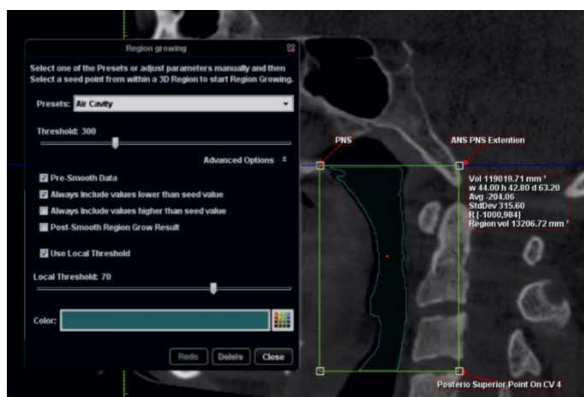 Region growing
Select one of the Presets or adjust parameters manually and then
Select a seed point from within a 3D Region to start Region Growing.
Presets: Air Cavity
Threshold: 300
Advanced Options
Pre-Smooth Data
Always Include values lower than seed value
Always Include values higher than seed value
Post-Smooth Region Grow Result
Use Local Threshold
Local Threshold: 70
Color:
Redo Delete Close
PNS
ANS PNS Extention
Vol 119019.71 mm ³
w 44.00 h 42.80 d 63.20
Avg -204.06
StdDev 315.60
R [-1000,984]
Region vol 13206.72 mm ³
Posterio Superior Point On CV 4